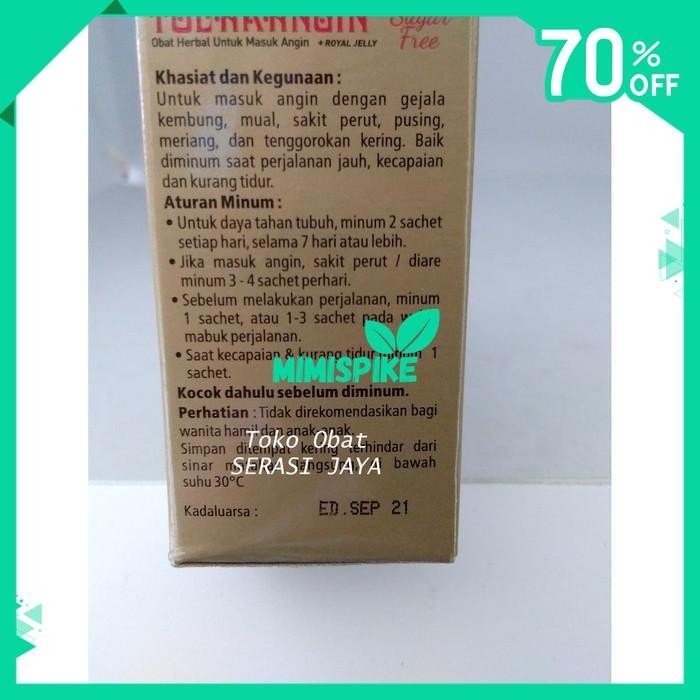 70% OFF
TOLAK ANGIN Sugar
Obat Herbal Untuk Masuk Angin + ROYAL JELLY Free
Khasiat dan Kegunaan :
Untuk masuk angin dengan gejala
kembung, mual, sakit perut, pusing,
meriang, dan tenggorokan kering. Baik
diminum saat perjalanan jauh, kecapaian
dan kurang tidur.
Aturan Minum :
• Untuk daya tahan tubuh, minum 2 sachet
setiap hari, selama 7 hari atau lebih.
• Jika masuk angin, sakit perut / diare
minum 3 - 4 sachet perhari.
• Sebelum melakukan perjalanan, minum
1 sachet, atau 1-3 sachet pada
mabuk perjalanan.
• Saat kecapaian & kurang tidur minum 1
sachet.
MIMISPIKE
Kocok dahulu sebelum diminum.
Perhatian : Tidak direkomendasikan bagi
wanita hamil dan anak-anak.
Toko Obat
Simpan ditempat kering terhindar dari
sinar langsung, bawah
SERASI JAYA
suhu 30°C
Kadaluarsa : ED. SEP 21